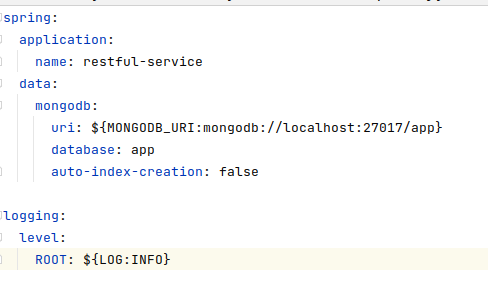 spring:
  application:
    name: restful-service
  data:
    mongodb:
      uri: ${MONGODB_URI:mongodb://localhost:27017/app}
      database: app
      auto-index-creation: false

logging:
  level:
    ROOT: ${LOG:INFO}